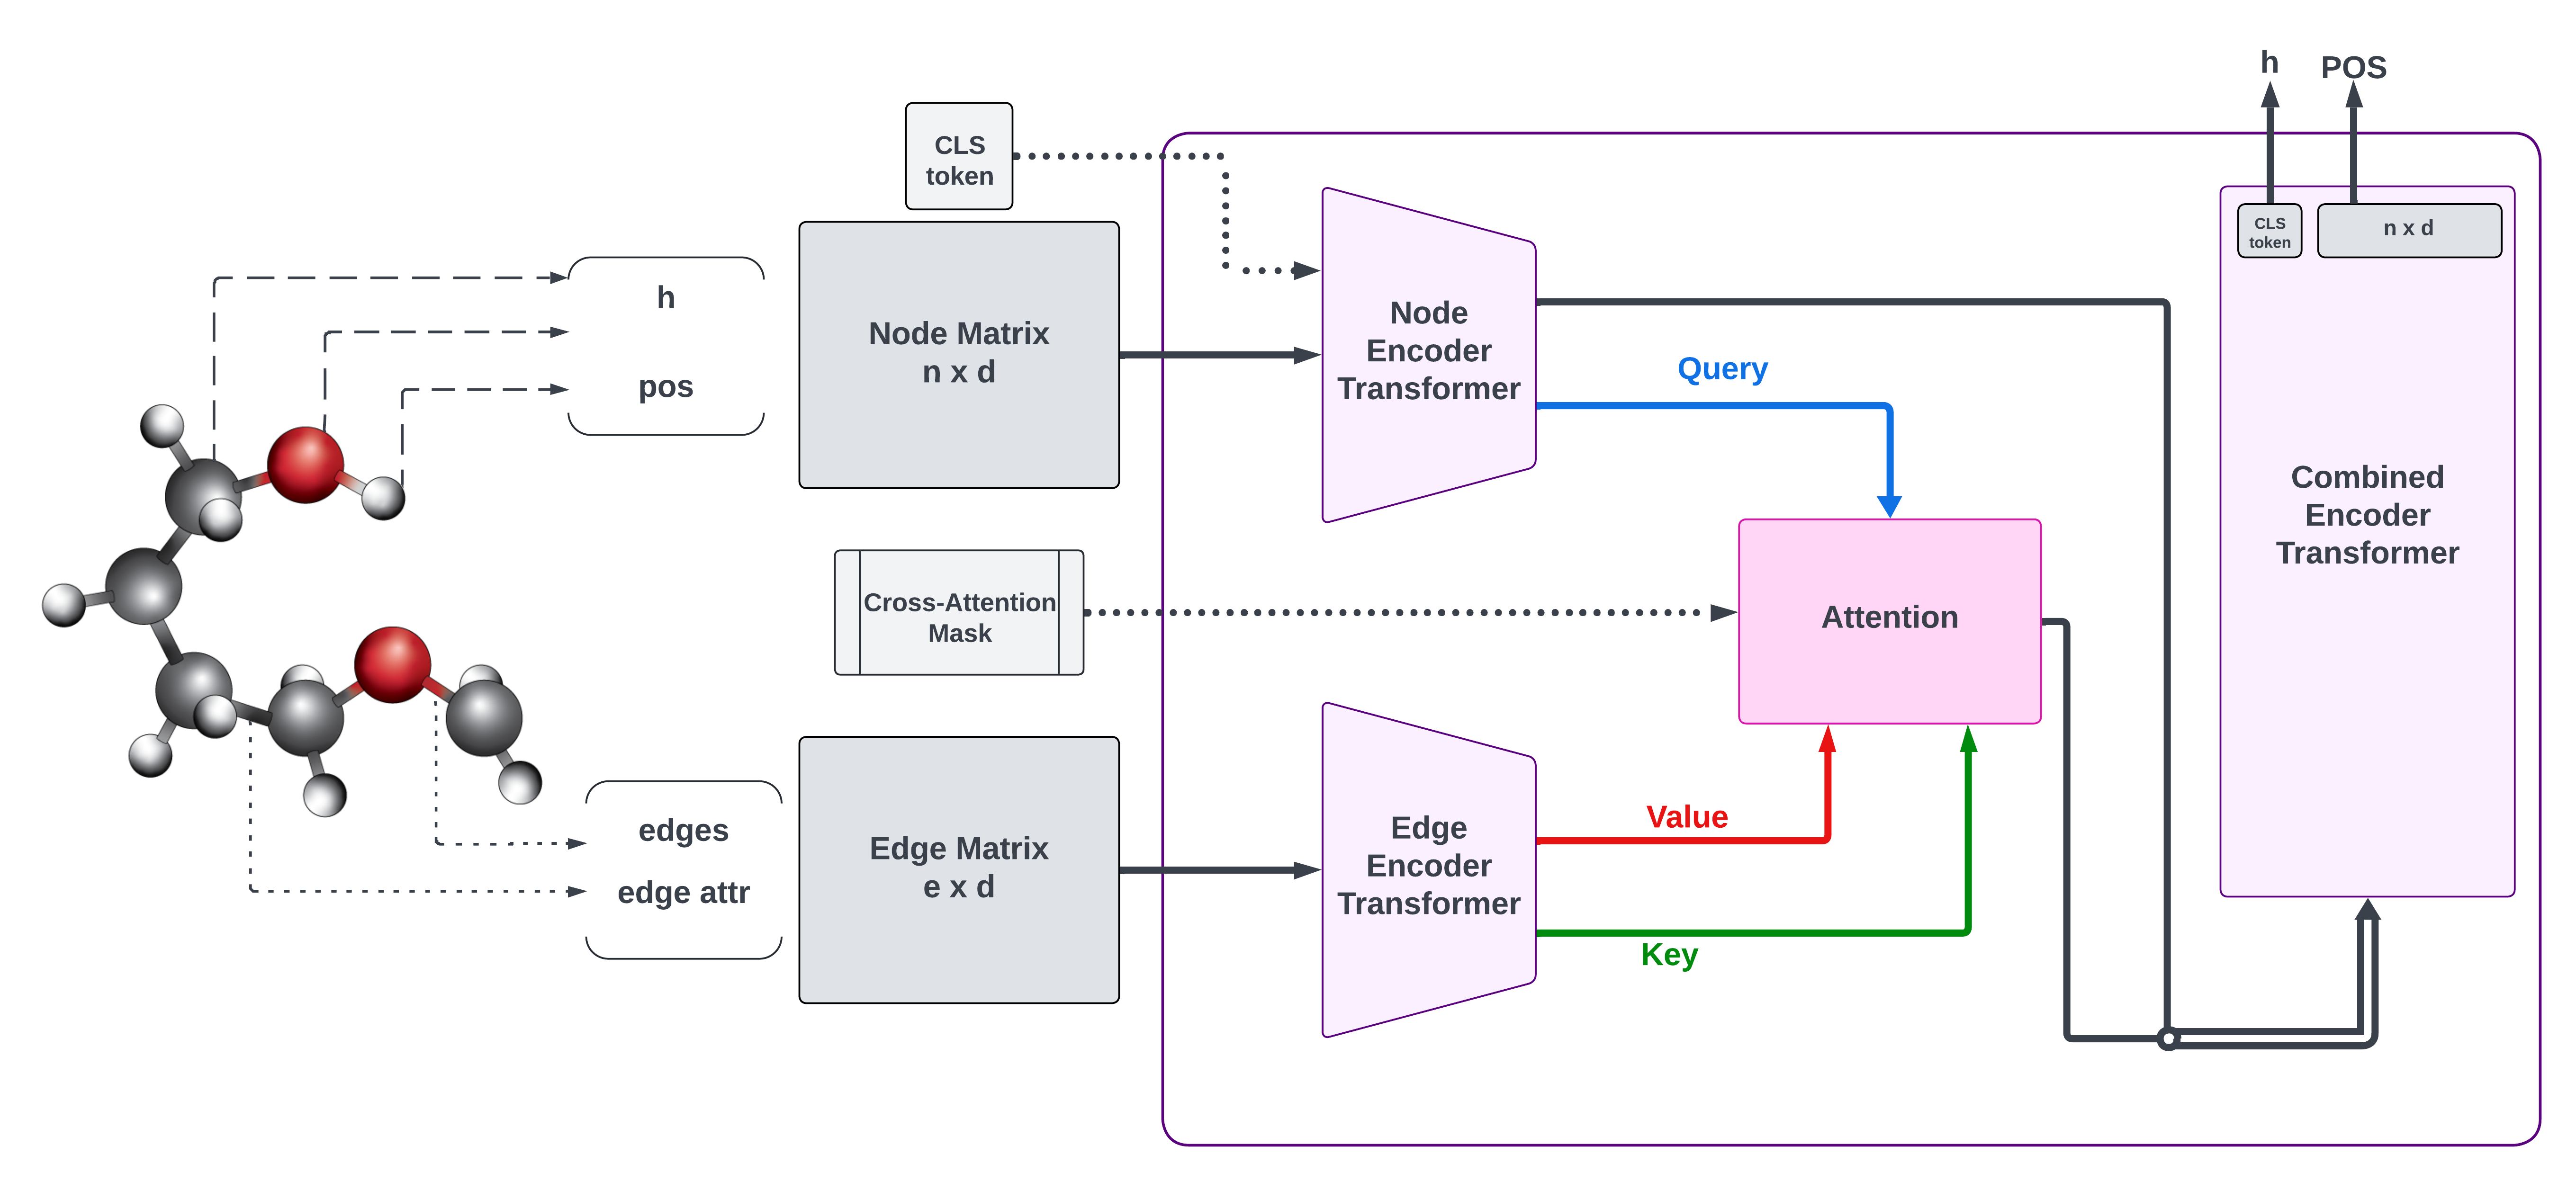 h
POS
CLS
token
CLS
token
n x d
h
pos
Node Matrix
n x d
Node
Encoder
Transformer
Query
Cross-Attention
Mask
Attention
Combined
Encoder
Transformer
edges
edge attr
Edge Matrix
e x d
Edge
Encoder
Transformer
Value
Key